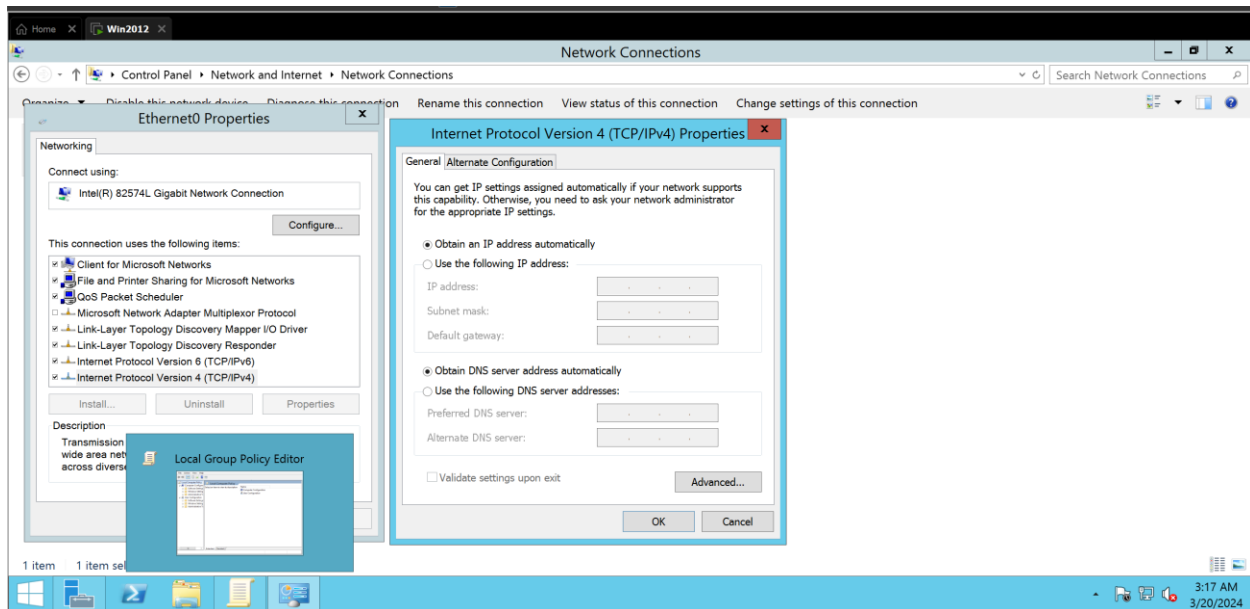 Home
Win2012
Network Connections
Control Panel Network and Internet Network Connections
Search Network Connections
Organize Disable this network device Diagnose this connection Rename this connection View status of this connection Change settings of this connection
Ethernet0 Properties
Networking
Connect using:
Intel(R) 82574L Gigabit Network Connection
Configure...
This connection uses the following items:
Client for Microsoft Networks
File and Printer Sharing for Microsoft Networks
QoS Packet Scheduler
Microsoft Network Adapter Multiplexor Protocol
Link-Layer Topology Discovery Mapper I/O Driver
Link-Layer Topology Discovery Responder
Internet Protocol Version 6 (TCP/IPv6)
Internet Protocol Version 4 (TCP/IPv4)
Install... Uninstall Properties
Description
Transmission
wide area net
across diverse
Local Group Policy Editor
Internet Protocol Version 4 (TCP/IPv4) Properties
General Alternate Configuration
You can get IP settings assigned automatically if your network supports
this capability. Otherwise, you need to ask your network administrator
for the appropriate IP settings.
Obtain an IP address automatically
Use the following IP address:
IP address:
Subnet mask:
Default gateway:
Obtain DNS server address automatically
Use the following DNS server addresses:
Preferred DNS server:
Alternate DNS server:
Validate settings upon exit
Advanced...
OK Cancel
1 item 1 item sel
3:17 AM
3/20/2024